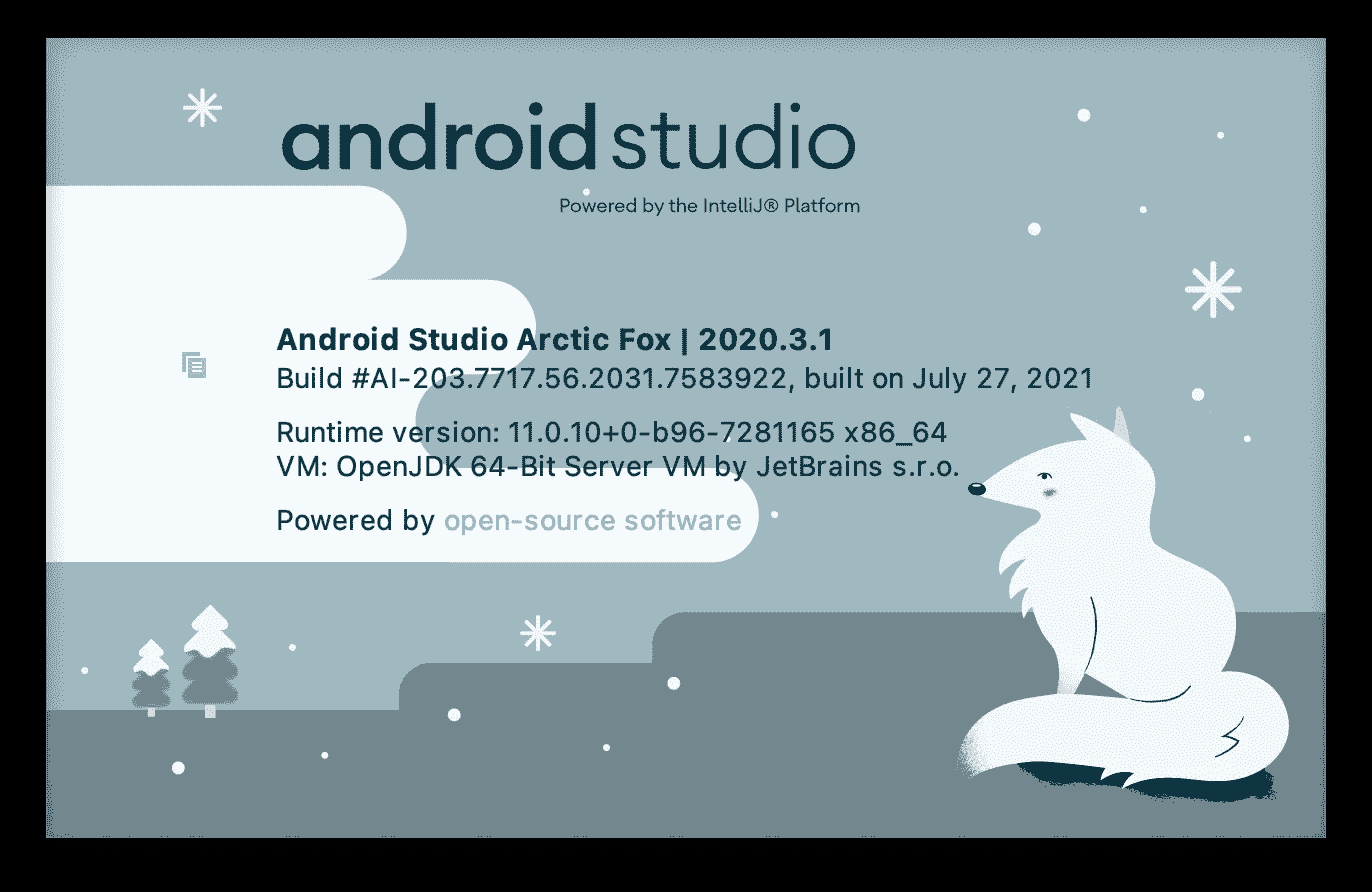 android studio
Powered by the IntelliJ® Platform
Android Studio Arctic Fox | 2020.3.1
Build #AI-203.7717.56.2031.7583922, built on July 27, 2021
Runtime version: 11.0.10+0-b96-7281165 x86_64
VM: OpenJDK 64-Bit Server VM by JetBrains s.r.o.
Powered by open-source software